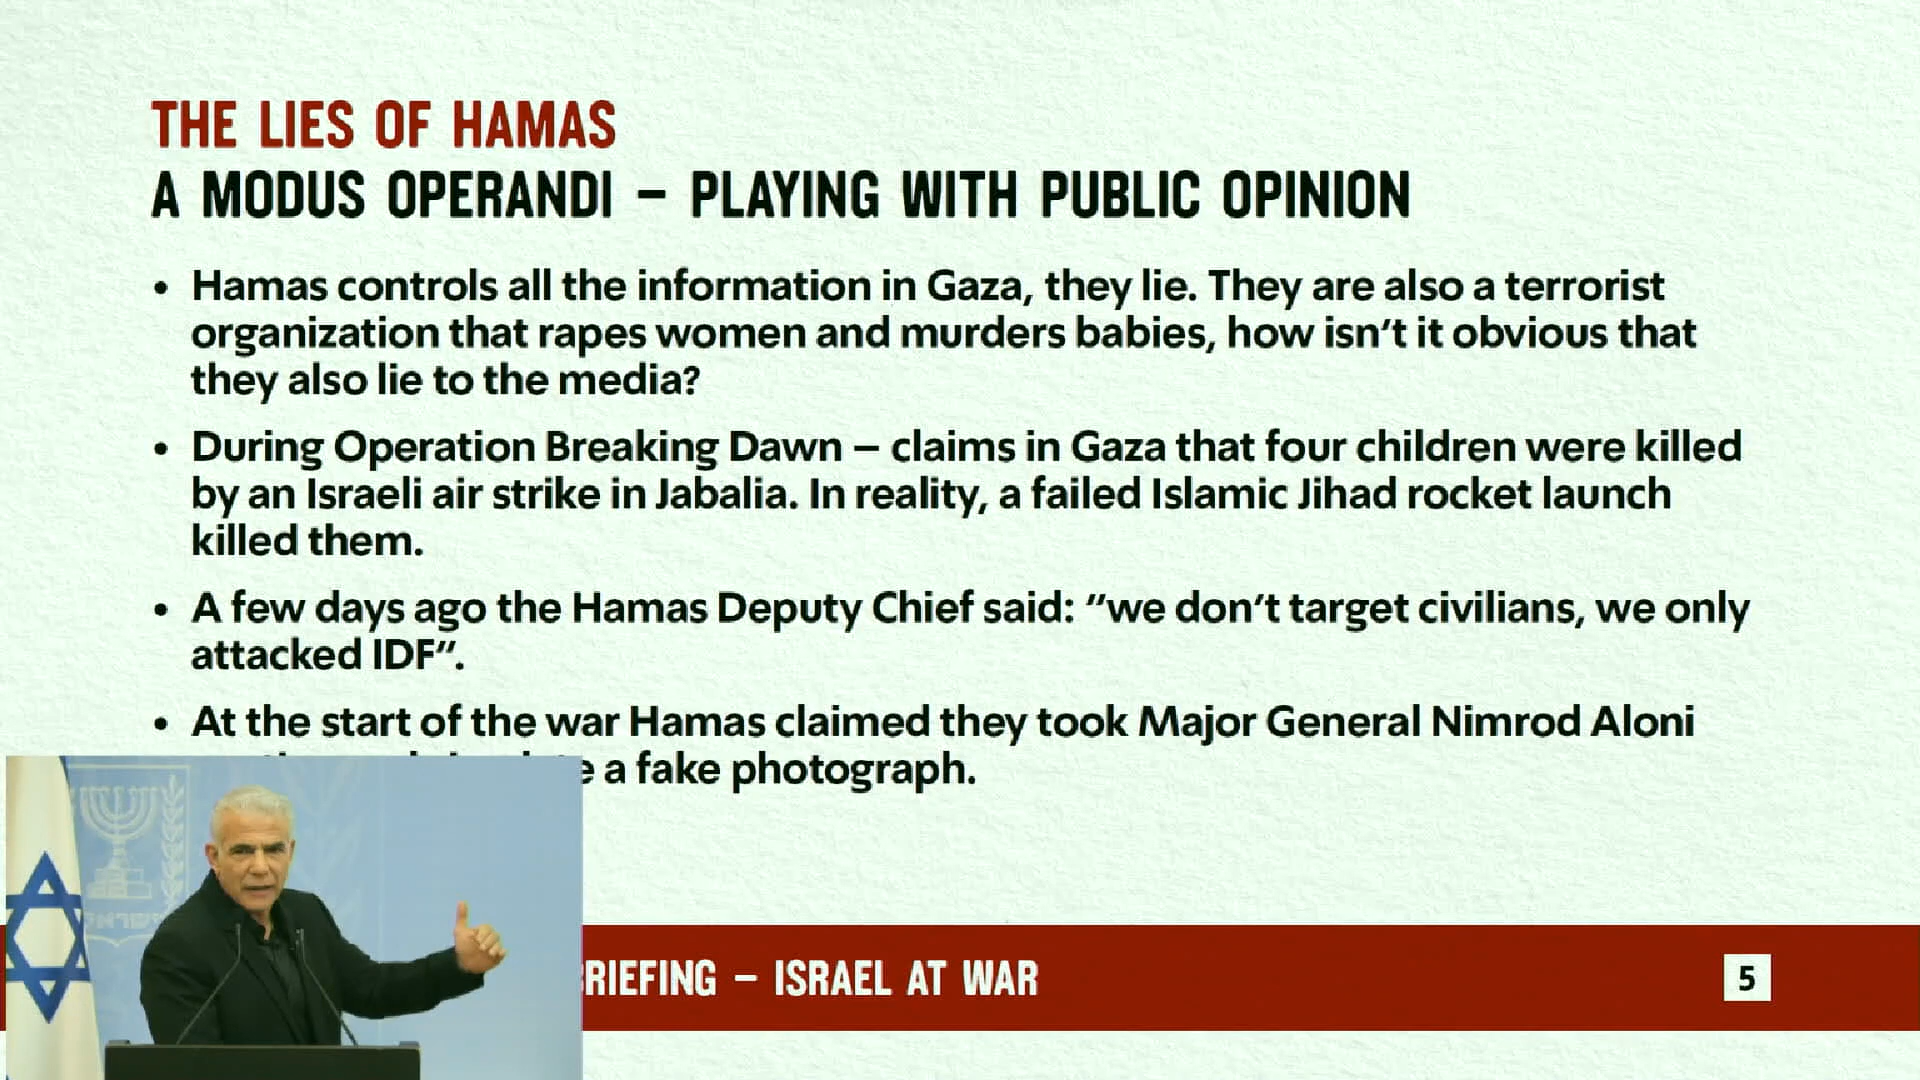 THE LIES OF HAMAS
A MODUS OPERANDI – PLAYING WITH PUBLIC OPINION
• Hamas controls all the information in Gaza, they lie. They are also a terrorist
organization that rapes women and murders babies, how isn't it obvious that
they also lie to the media?
• During Operation Breaking Dawn – claims in Gaza that four children were killed
by an Israeli air strike in Jabalia. In reality, a failed Islamic Jihad rocket launch
killed them.
• A few days ago the Hamas Deputy Chief said: "we don't target civilians, we only
attacked IDF".
• At the start of the war Hamas claimed they took Major General Nimrod Aloni
a fake photograph.
BRIEFING – ISRAEL AT WAR
5